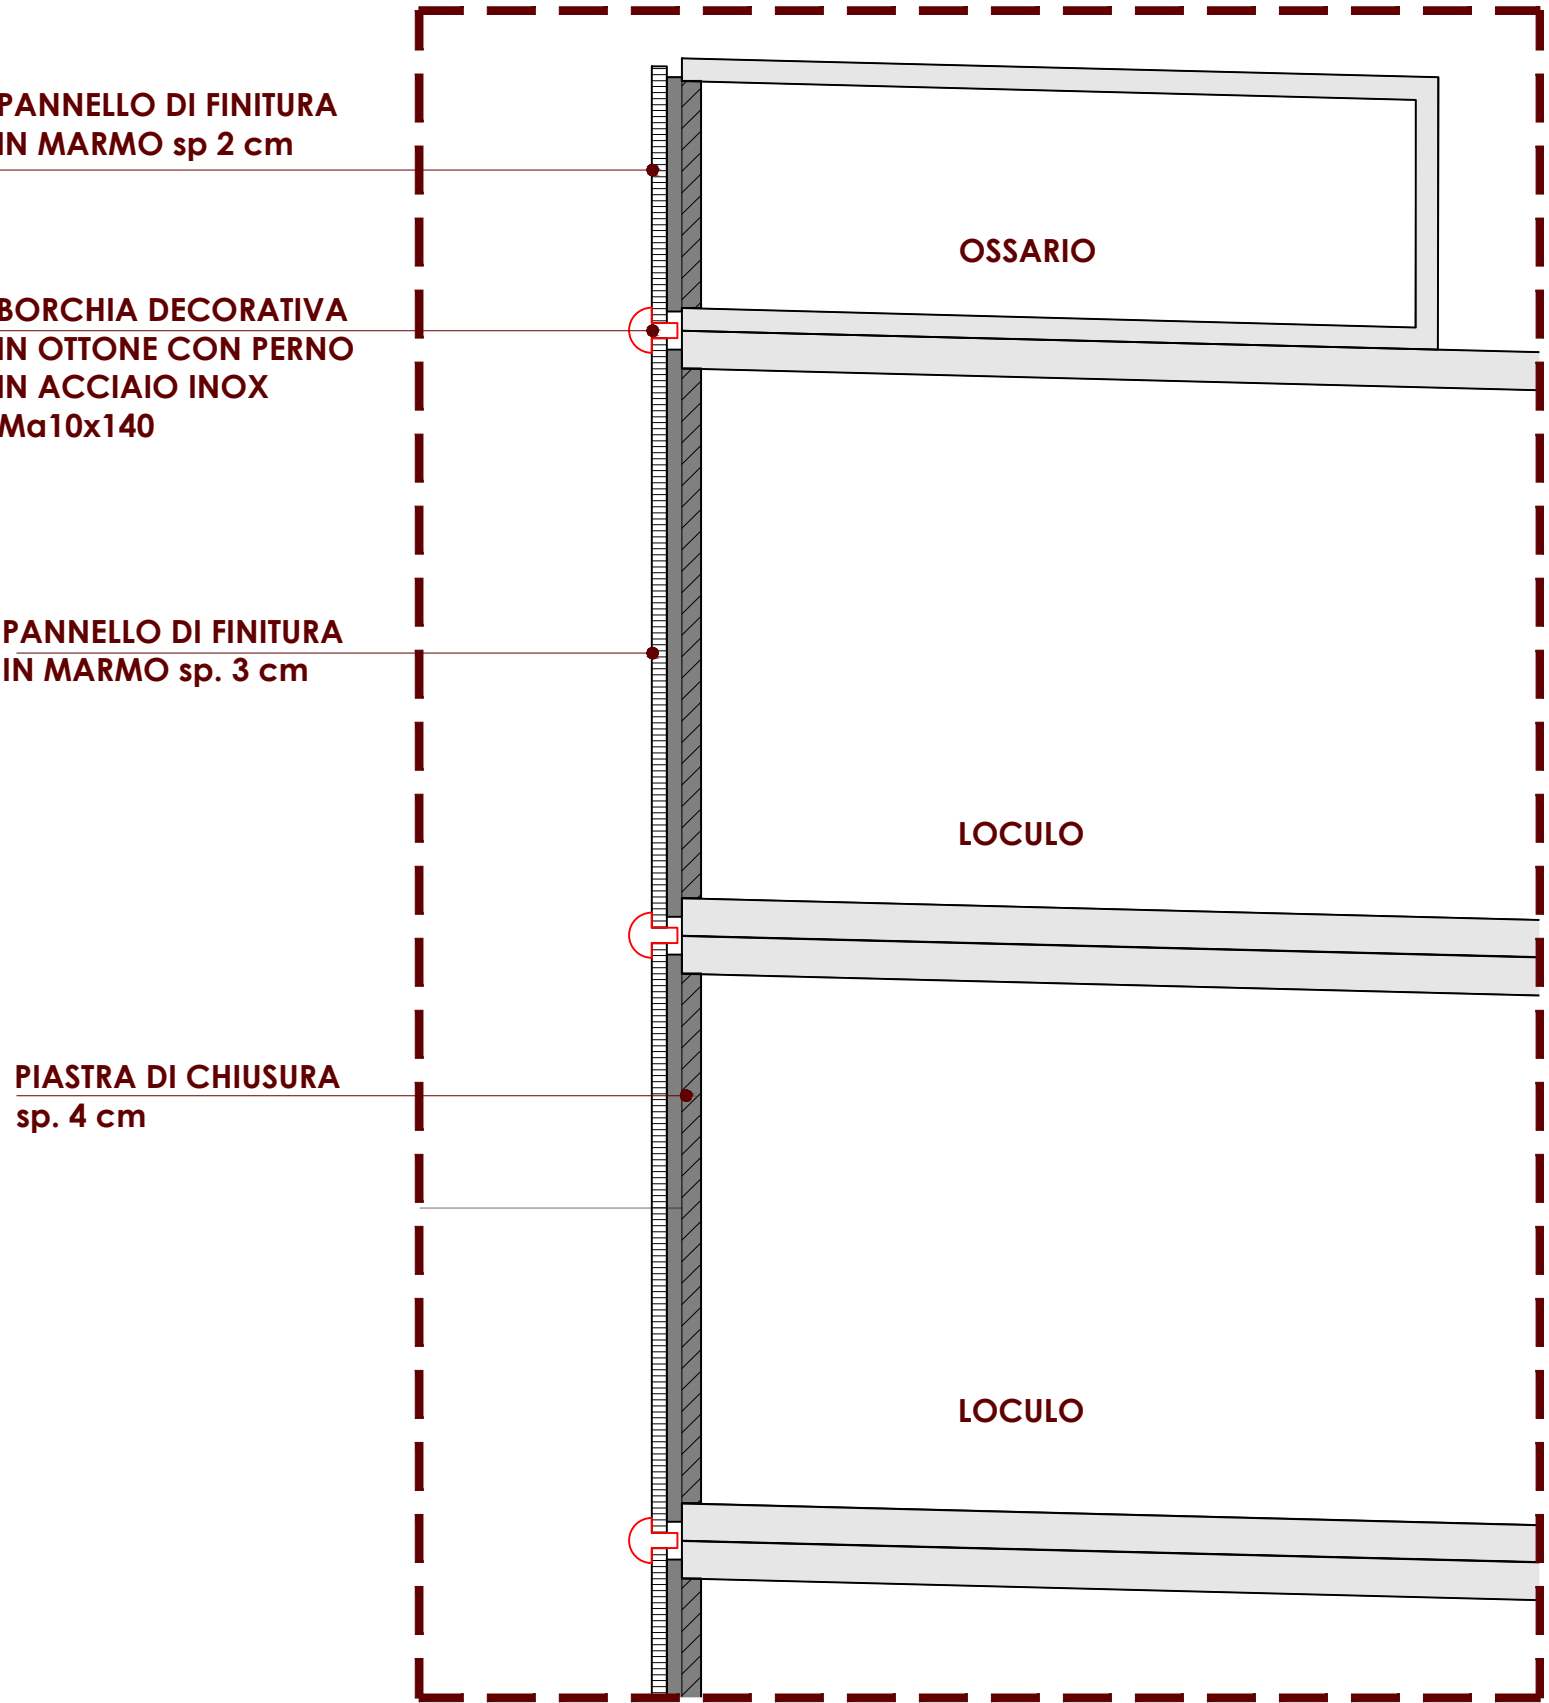 PANNELLO DI FINITURA
IN MARMO sp 2 cm
OSSARIO
BORCHIA DECORATIVA
IN OTTONE CON PERNO
IN ACCIAIO INOX
Ma10x140
PANNELLO DI FINITURA
IN MARMO sp. 3 cm
LOCULO
PIASTRA DI CHIUSURA
sp. 4 cm
LOCULO